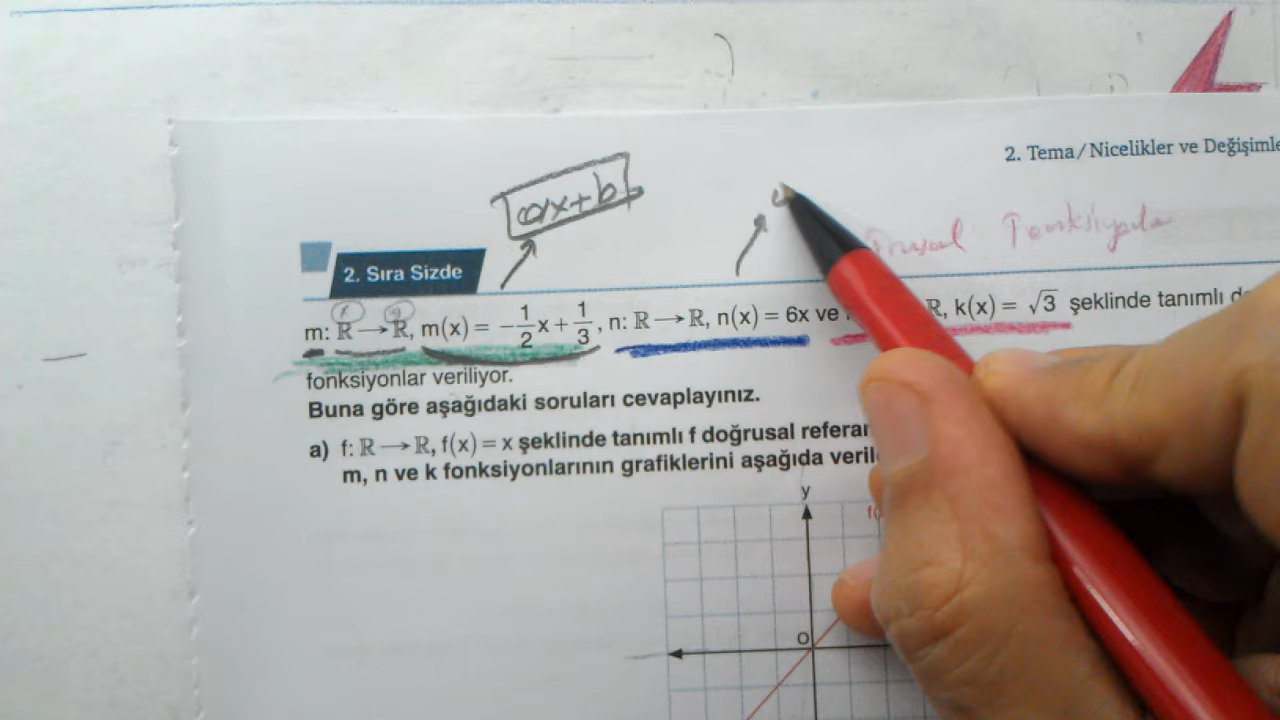 2. Tema/Nicelikler ve Değişimle
ax+b
Fonksiyonla
2. Sıra Sizde
x
m: ℝ → ℝ, m(x) = -1/2x + 1/3, n: ℝ → ℝ, n(x) = 6x ve ℝ, k(x) = √3 şeklinde tanımlı
fonksiyonlar veriliyor.
Buna göre aşağıdaki soruları cevaplayınız.
a) f: ℝ → ℝ, f(x) = x şeklinde tanımlı f doğrusal referan
m, n ve k fonksiyonlarının grafiklerini aşağıda veril
y
O